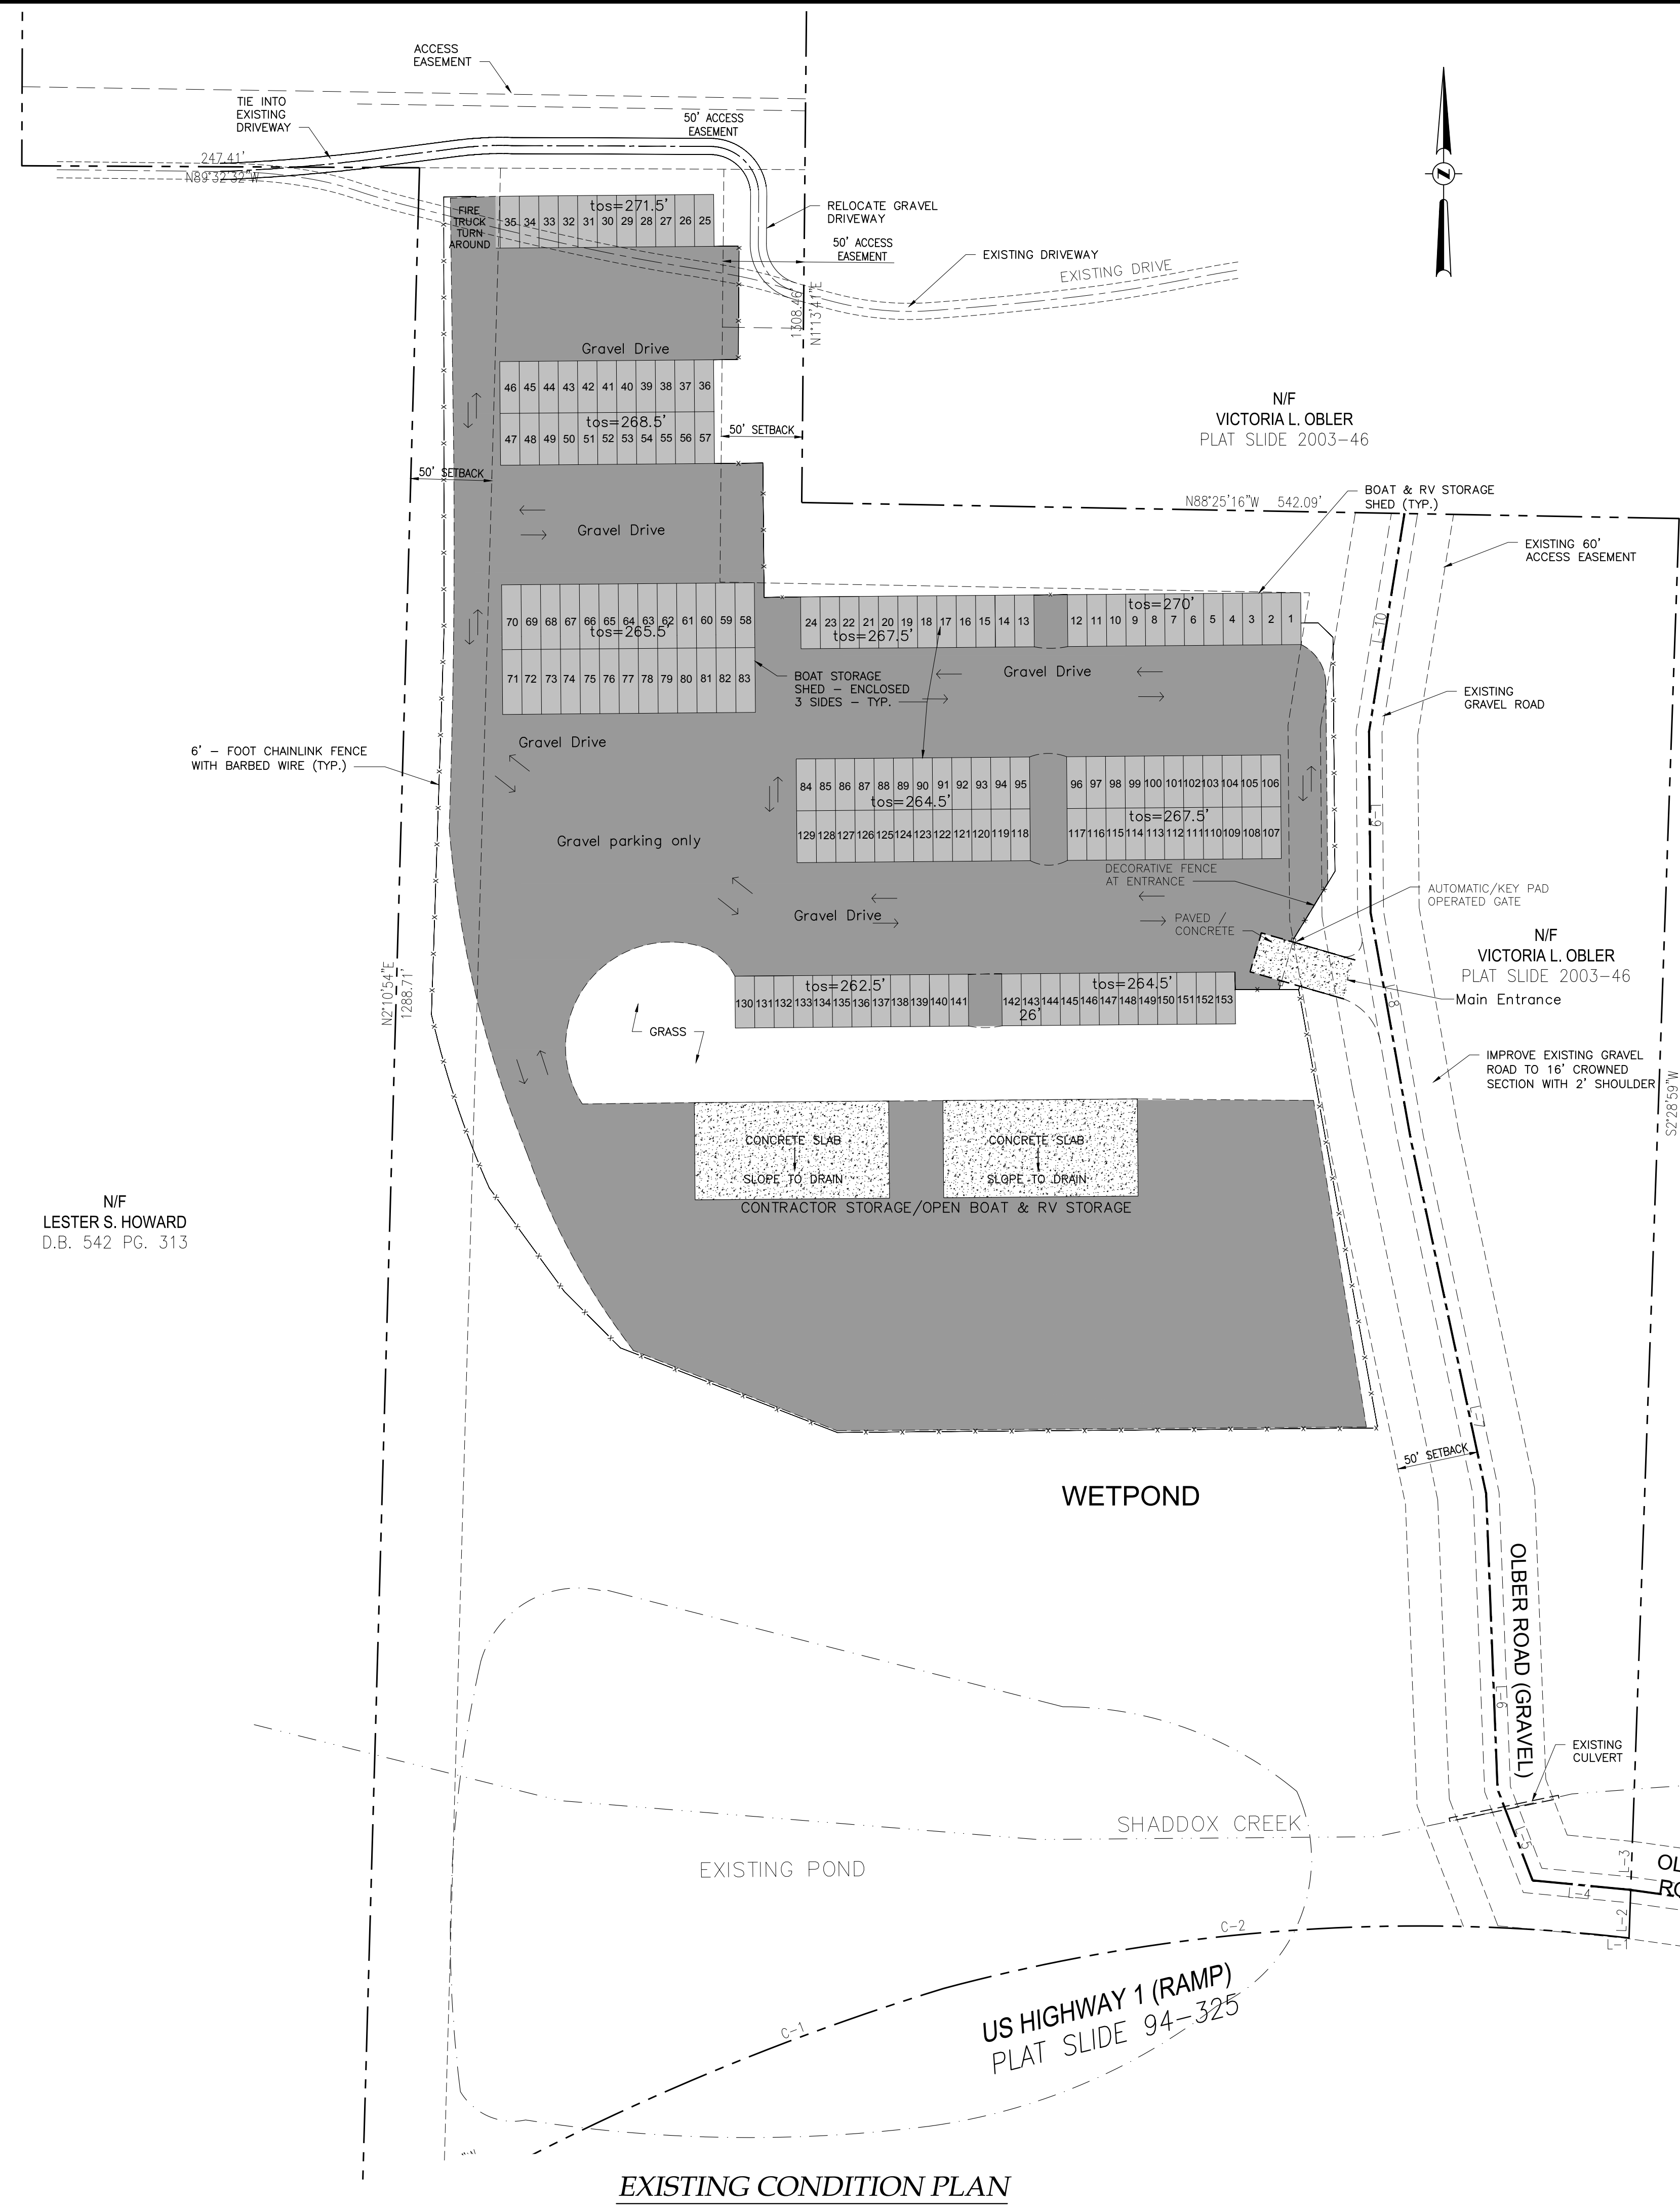 ACCESS
EASEMENT
TIE INTO
EXISTING
DRIVEWAY
50' ACCESS
EASEMENT
247.41'
N89°32'32"W
RELOCATE GRAVEL
DRIVEWAY
50' ACCESS
EASEMENT
EXISTING DRIVEWAY
EXISTING DRIVE
1308.46'
N1°13'41"E
Z
FIRE
TRUCK
TURN
AROUND
tos=271.5'
35 34 33 32 31 30 29 28 27 26 25
Gravel Drive
46 45 44 43 42 41 40 39 38 37 36
tos=268.5'
47 48 49 50 51 52 53 54 55 56 57
50' SETBACK
50' SETBACK
N/F
VICTORIA L. OBLER
PLAT SLIDE 2003-46
N88°25'16"W 542.09'
BOAT & RV STORAGE
SHED (TYP.)
EXISTING 60'
ACCESS EASEMENT
Gravel Drive
70 69 68 67 66 65 64 63 62 61 60 59 58
tos=265.5'
71 72 73 74 75 76 77 78 79 80 81 82 83
24 23 22 21 20 19 18 17 16 15 14 13
tos=267.5'
tos=270'
12 11 10 9 8 7 6 5 4 3 2 1
L-10
BOAT STORAGE
SHED – ENCLOSED
3 SIDES – TYP.
Gravel Drive
EXISTING
GRAVEL ROAD
6' – FOOT CHAINLINK FENCE
WITH BARBED WIRE (TYP.)
Gravel Drive
84 85 86 87 88 89 90 91 92 93 94 95
tos=264.5'
129 128 127 126 125 124 123 122 121 120 119 118
96 97 98 99 100 101 102 103 104 105 106
tos=267.5'
117 116 115 114 113 112 111 110 109 108 107
L-9
Gravel parking only
DECORATIVE FENCE
AT ENTRANCE
AUTOMATIC/KEY PAD
OPERATED GATE
Gravel Drive
PAVED /
CONCRETE
N/F
VICTORIA L. OBLER
PLAT SLIDE 2003-46
Main Entrance
L-8
N2°10'54"E
1288.71'
tos=262.5'
130 131 132 133 134 135 136 137 138 139 140 141
tos=264.5'
142 143 144 145 146 147 148 149 150 151 152 153
26'
GRASS
IMPROVE EXISTING GRAVEL
ROAD TO 16' CROWNED
SECTION WITH 2' SHOULDER
S2°28'59"W
CONCRETE SLAB
SLOPE TO DRAIN
CONCRETE SLAB
SLOPE TO DRAIN
CONTRACTOR STORAGE/OPEN BOAT & RV STORAGE
N/F
LESTER S. HOWARD
D.B. 542 PG. 313
L-7
50' SETBACK
WETPOND
OLBER ROAD (GRAVEL)
L-6
EXISTING
CULVERT
SHADDOX CREEK
EXISTING POND
L-5
L-3
L-4
L-2
L-1
C-2
C-1
US HIGHWAY 1 (RAMP)
PLAT SLIDE 94-325
EXISTING CONDITION PLAN